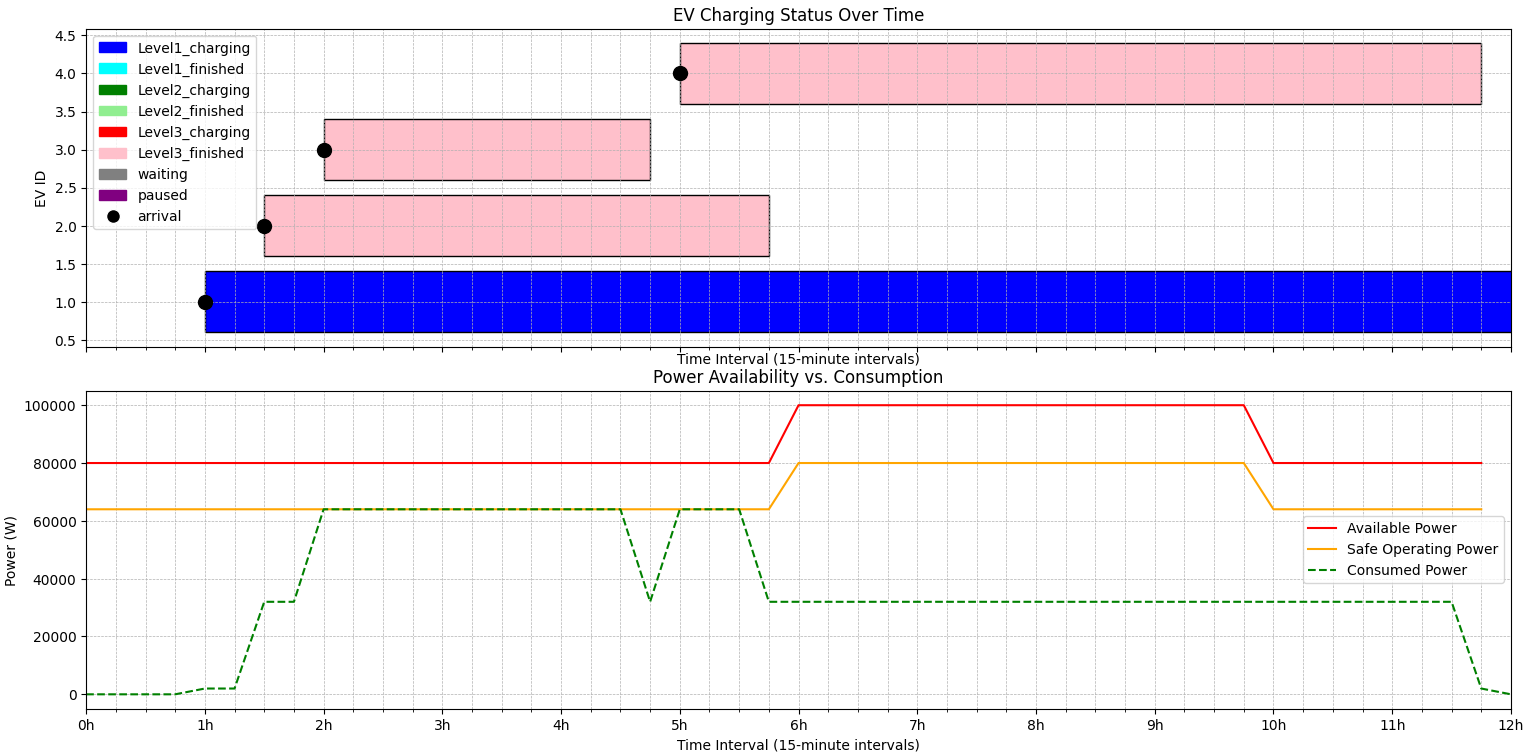 EV Charging Status Over Time
EV ID
4.5
4.0
3.5
3.0
2.5
2.0
1.5
1.0
0.5
Level1_charging
Level1_finished
Level2_charging
Level2_finished
Level3_charging
Level3_finished
waiting
paused
arrival
Time Interval (15-minute intervals)
Power Availability vs. Consumption
Power (W)
100000
80000
60000
40000
20000
0
Available Power
Safe Operating Power
Consumed Power
0h 1h 2h 3h 4h 5h 6h 7h 8h 9h 10h 11h 12h
Time Interval (15-minute intervals)